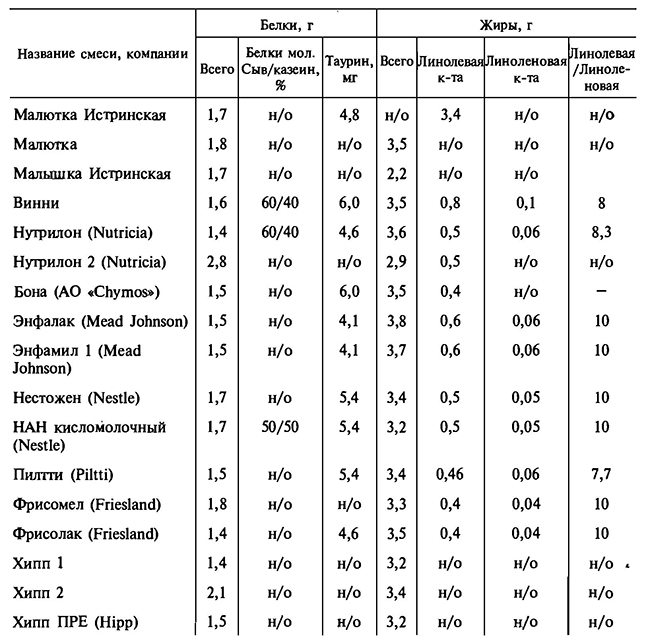 Название смеси, компании | Белки, г | Жиры, г
Всего | Белки мол. Сыв/казеин, % | Таурин, мг | Всего | Линолевая к-та | Линоленовая к-та | Линолевая /Линоле-новая
Малютка Истринская | 1,7 | н/о | 4,8 | н/о | 3,4 | н/о | н/о
Малютка | 1,8 | н/о | н/о | 3,5 | н/о | н/о | н/о
Малышка Истринская | 1,7 | н/о | н/о | 2,2 | н/о | н/о
Винни | 1,6 | 60/40 | 6,0 | 3,5 | 0,8 | 0,1 | 8
Нутрилон (Nutricia) | 1,4 | 60/40 | 4,6 | 3,6 | 0,5 | 0,06 | 8,3
Нутрилон 2 (Nutricia) | 2,8 | н/о | н/о | 2,9 | 0,5 | н/о | н/о
Бона (АО «Chymos») | 1,5 | н/о | 6,0 | 3,5 | 0,4 | н/о | –
Энфалак (Mead Johnson) | 1,5 | н/о | 4,1 | 3,8 | 0,6 | 0,06 | 10
Энфамил 1 (Mead | 1,5 | н/о | 4,1 | 3,7 | 0,6 | 0,06 | 10
Johnson)
Нестожен (Nestle) | 1,7 | н/о | 5,4 | 3,4 | 0,5 | 0,05 | 10
НАН кисломолочный | 1,7 | 50/50 | 5,4 | 3,2 | 0,5 | 0,05 | 10
(Nestle)
Пилтти (Piltti) | 1,5 | н/о | 5,4 | 3,4 | 0,46 | 0,06 | 7,7
Фрисомел (Friesland) | 1,8 | н/о | н/о | 3,3 | 0,4 | 0,04 | 10
Фрисолак (Friesland) | 1,4 | н/о | 4,6 | 3,5 | 0,4 | 0,04 | 10
Хипп 1 | 1,4 | н/о | н/о | 3,2 | н/о | н/о | н/о
Хипп 2 | 2,1 | н/о | н/о | 3,4 | н/о | н/о | н/о
Хипп ПРЕ (Hipp) | 1,5 | н/о | н/о | 3,2 | н/о | н/о | н/о